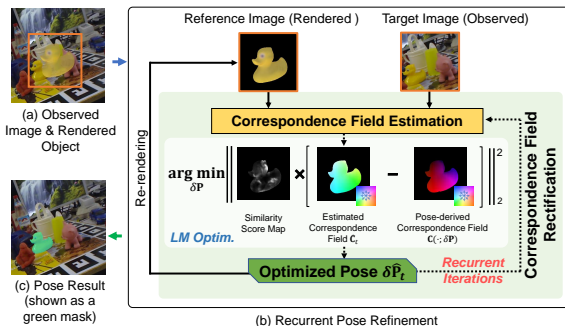 Reference Image (Rendered )
Target Image (Observed)
(a) Observed
Image & Rendered
Object
Re-rendering
Correspondence Field Estimation
arg min
δP
2
2
Similarity
Score Map
Estimated
Correspondence
Field C_t
Pose-derived
Correspondence Field
C(·; δP)
LM Optim.
Optimized Pose δP̂_t
Recurrent
Iterations
Correspondence Field
Rectification
(c) Pose Result
(shown as a
green mask)
(b) Recurrent Pose Refinement